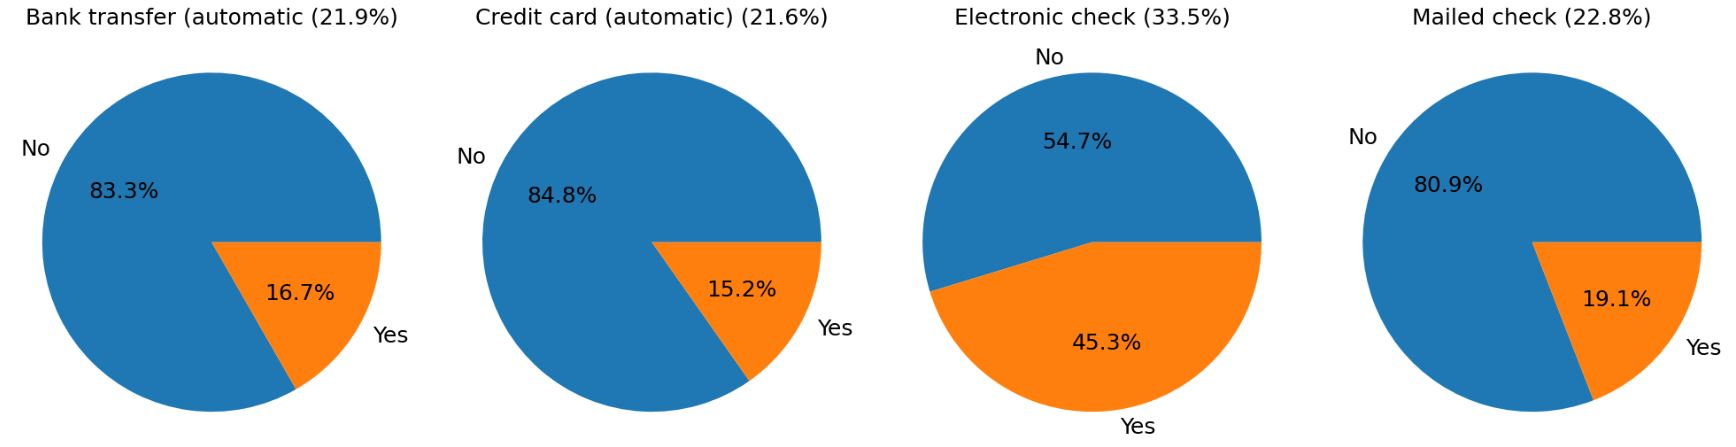 Bank transfer (automatic (21.9%)
No
83.3%
16.7%
Yes
Credit card (automatic) (21.6%)
No
84.8%
15.2%
Yes
Electronic check (33.5%)
No
54.7%
45.3%
Yes
Mailed check (22.8%)
No
80.9%
19.1%
Yes